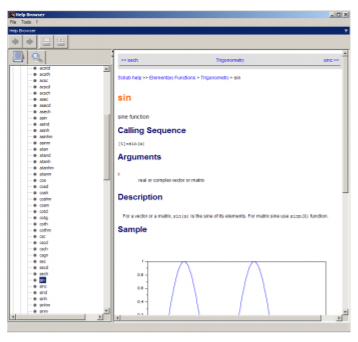 Help Browser
File Tools ?
Help Browser
acosd
acosh
acot
acotd
acoth
acsc
acscd
acsch
asec
asecd
asech
asin
asind
asinh
asinhm
asinm
atan
atand
atanh
atanhm
atanm
cos
cosd
cosh
coshm
cosm
cotd
cotg
coth
cothm
csc
cscd
csch
csgn
sec
secd
sech
sin
sinc
sind
sinh
sinhm
sinm
<< sech
Trigonometry
sinc >>
Scilab help >> Elementary Functions > Trigonometry > sin
sin
sine function
Calling Sequence
[t]=sin(x)
Arguments
x
real or complex vector or matrix
Description
For a vector or a matrix, sin(x) is the sine of its elements. For matrix sine use sinm(X) function.
Sample
1
0.8
0.6
0.4
0.2